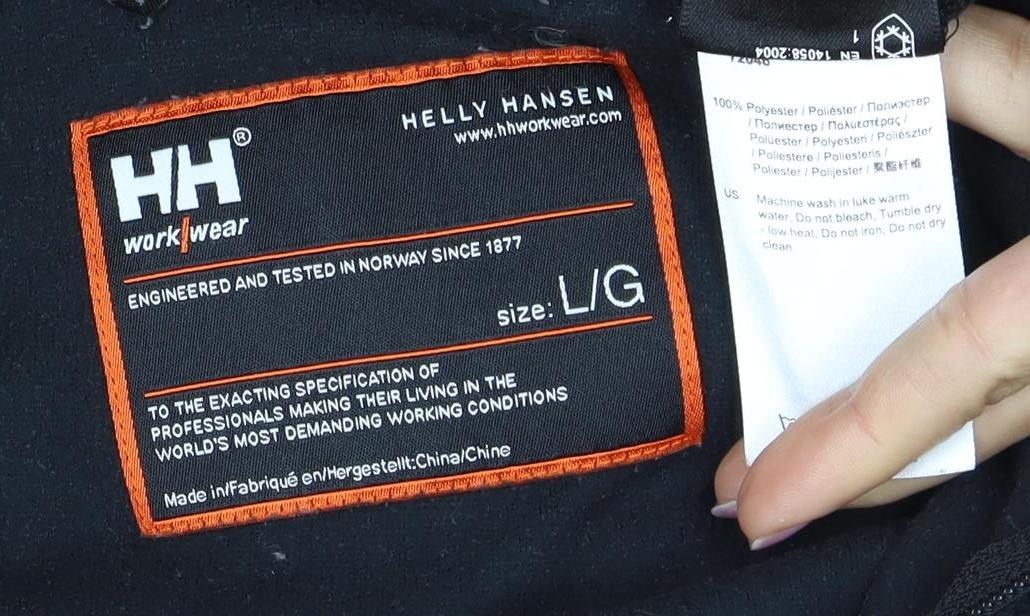 HH®
work/wear
HELLY HANSEN
www.hhworkwear.com
ENGINEERED AND TESTED IN NORWAY SINCE 1877
size: L/G
TO THE EXACTING SPECIFICATION OF
PROFESSIONALS MAKING THEIR LIVING IN THE
WORLD'S MOST DEMANDING WORKING CONDITIONS
Made in/Fabriqué en/Hergestellt:China/Chine
EN 14058:2004
1
100% Polyester / Poliéster / Полиэстер
/ Полиестер / Πολυεστέρας /
Polüester / Polyesteri / Poliészter
/ Poliestere / Poliesteris /
Poliester / Polijester / 聚酯纤维
US Machine wash in luke warm
water, Do not bleach, Tumble dry
- low heat, Do not iron, Do not dry
clean